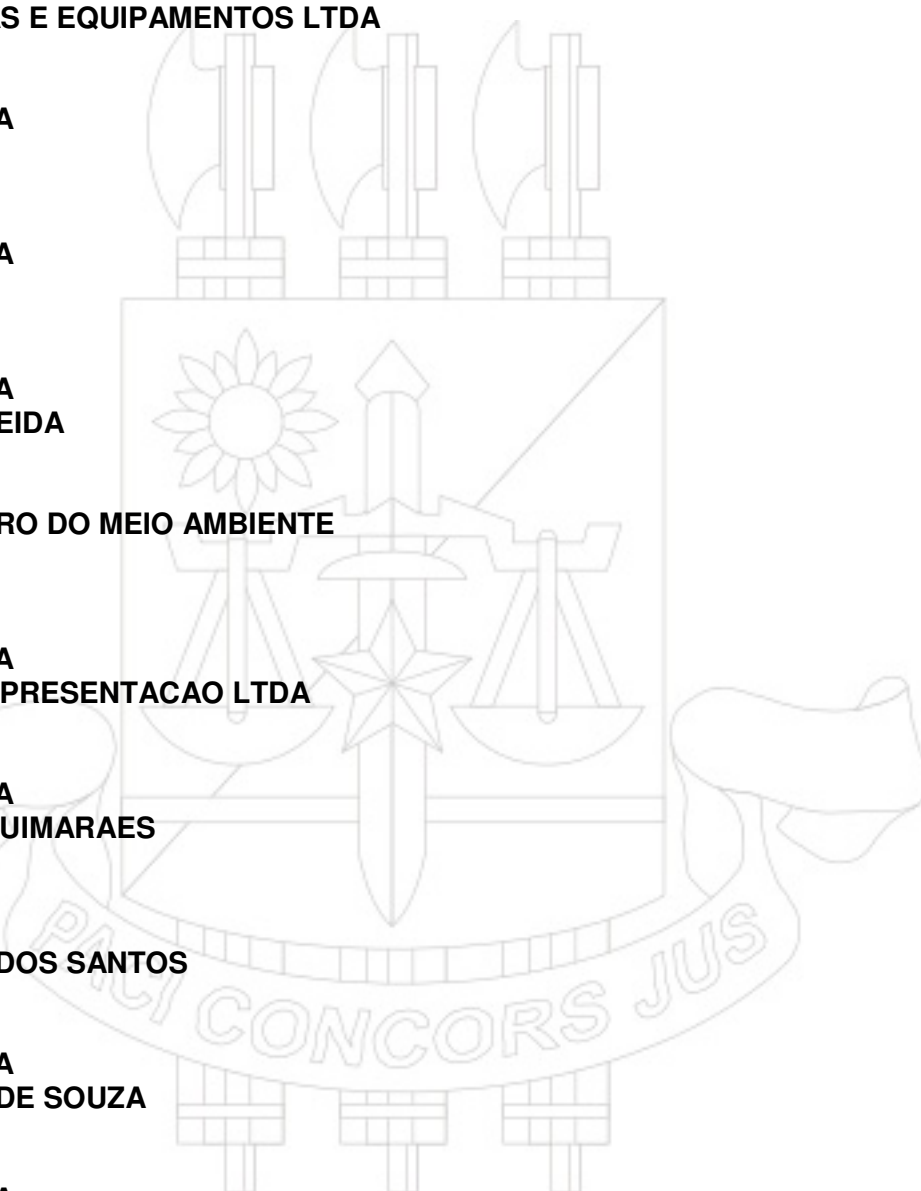 S E EQUIPAMENTOS LTDA
A
A
A
EIDA
RO DO MEIO AMBIENTE
A
PRESENTACAO LTDA
A
UIMARAES
DOS SANTOS
A
DE SOUZA
PACI CONCORS JUS